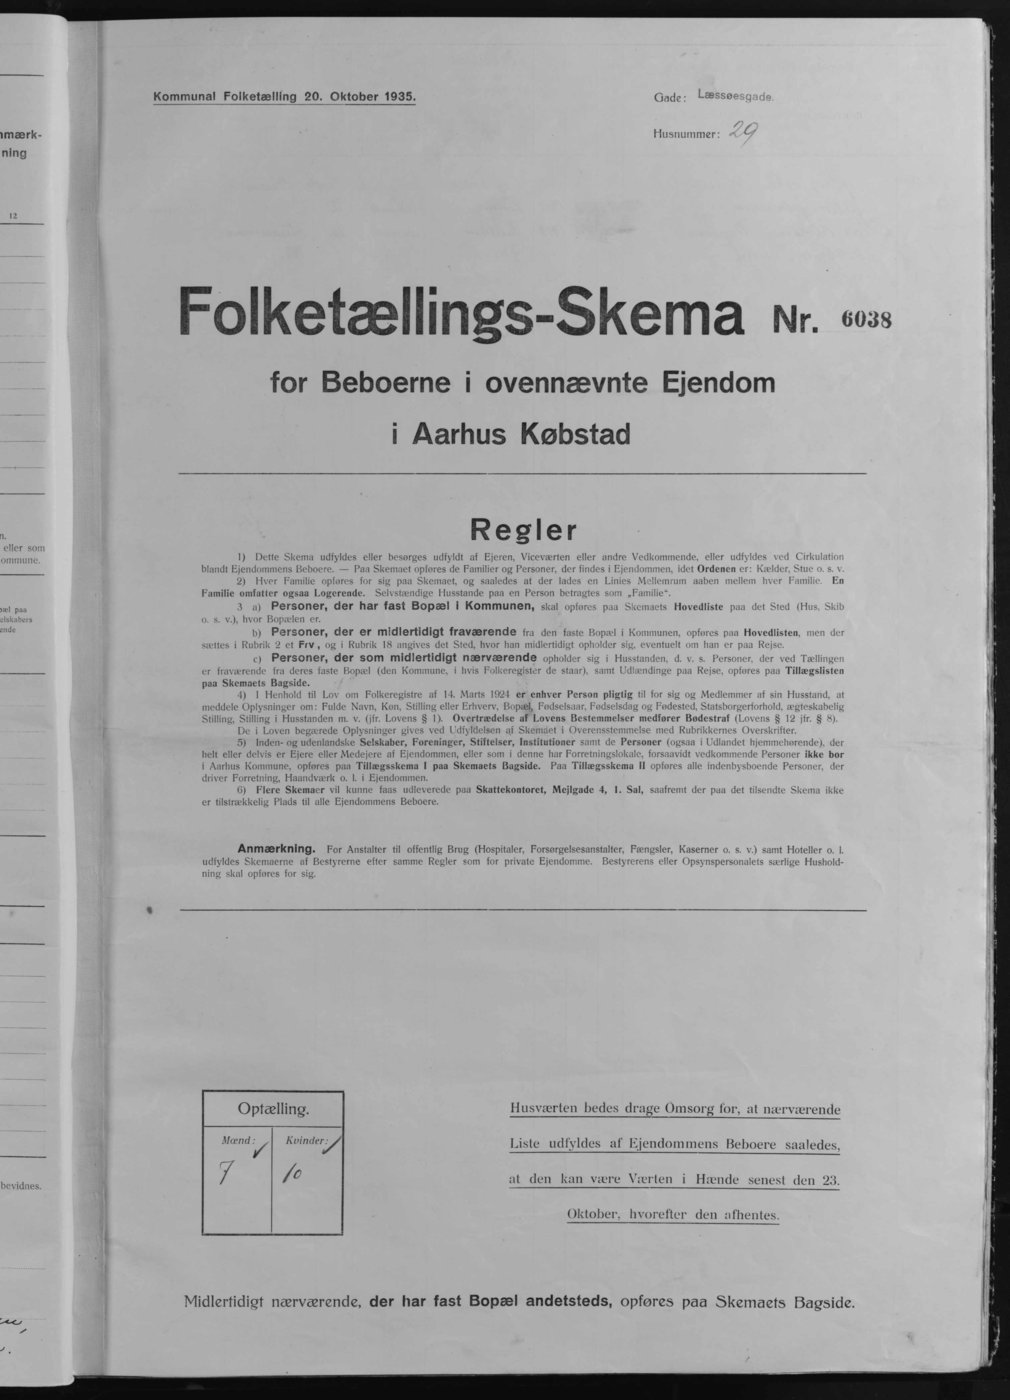 Kommunal Folketælling 20. Oktober 1935.
Gade: Læssøesgade.
Husnummer: 29
Folketællings-Skema Nr. 6038
for Beboerne i ovennævnte Ejendom
i Aarhus Købstad
Regler
1) Dette Skema udfyldes eller besørges udfyldt af Ejeren, Viceværten eller andre Vedkommende, eller udfyldes ved Cirkulation
blandt Ejendommens Beboere. — Paa Skemaet opføres de Familier og Personer, der findes i Ejendommen, idet Ordenen er: Kælder, Stue o. s. v.
2) Hver Familie opføres for sig paa Skemaet, og saaledes at der lades en Linies Mellemrum aaben mellem hver Familie. En
Familie omfatter ogsaa Logerende. Selvstændige Husstande paa en Person betragtes som „Familie".
3 a) Personer, der har fast Bopæl i Kommunen, skal opføres paa Skemaets Hovedliste paa det Sted (Hus, Skib
o. s. v.), hvor Bopælen er.
b) Personer, der er midlertidigt fraværende fra den faste Bopæl i Kommunen, opføres paa Hovedlisten, men der
sættes i Rubrik 2 et Frv, og i Rubrik 18 angives det Sted, hvor han midlertidigt opholder sig, eventuelt om han er paa Rejse.
c) Personer, der som midlertidigt nærværende opholder sig i Husstanden, d. v. s. Personer, der ved Tællingen
er fraværende fra deres faste Bopæl (den Kommune, i hvis Folkeregister de staar), samt Udlændinge paa Rejse, opføres paa Tillægslisten
paa Skemaets Bagside.
4) I Henhold til Lov om Folkeregistre af 14. Marts 1924 er enhver Person pligtig til for sig og Medlemmer af sin Husstand, at
meddele Oplysninger om: Fulde Navn, Køn, Stilling eller Erhverv, Bopæl, Fødselsaar, Fødselsdag og Fødested, Statsborgerforhold, ægteskabelig
Stilling, Stilling i Husstanden m. v. (jfr. Lovens § 1). Overtrædelse af Lovens Bestemmelser medfører Bødestraf (Lovens § 12 jfr. § 8).
De i Loven begærede Oplysninger gives ved Udfyldelsen af Skemaet i Overensstemmelse med Rubrikkernes Overskrifter.
5) Inden- og udenlandske Selskaber, Foreninger, Stiftelser, Institutioner samt de Personer (ogsaa i Udlandet hjemmehørende), der
helt eller delvis er Ejere eller Medejere af Ejendommen, eller som i denne har Forretningslokale, forsaavidt vedkommende Personer ikke bor
i Aarhus Kommune, opføres paa Tillægsskema I paa Skemaets Bagside. Paa Tillægsskema II opføres alle indenbysboende Personer, der
driver Forretning, Haandværk o. l. i Ejendommen.
6) Flere Skemaer vil kunne faas udleverede paa Skattekontoret, Mejlgade 4, 1. Sal, saafremt der paa det tilsendte Skema ikke
er tilstrækkelig Plads til alle Ejendommens Beboere.
Anmærkning. For Anstalter til offentlig Brug (Hospitaler, Forsørgelsesanstalter, Fængsler, Kaserner o. s. v.) samt Hoteller o. l.
udfyldes Skemaerne af Bestyrerne efter samme Regler som for private Ejendomme. Bestyrerens eller Opsynspersonalets særlige Hushold-
ning skal opføres for sig.
Optælling.
Mænd: Kvinder:
7 10
Husværten bedes drage Omsorg for, at nærværende
Liste udfyldes af Ejendommens Beboere saaledes,
at den kan være Værten i Hænde senest den 23.
Oktober, hvorefter den afhentes.
Midlertidigt nærværende, der har fast Bopæl andetsteds, opføres paa Skemaets Bagside.
nmærk-
ning
12
n.
eller som
ommune.
pæl paa
elskabers
ende
bevidnes.